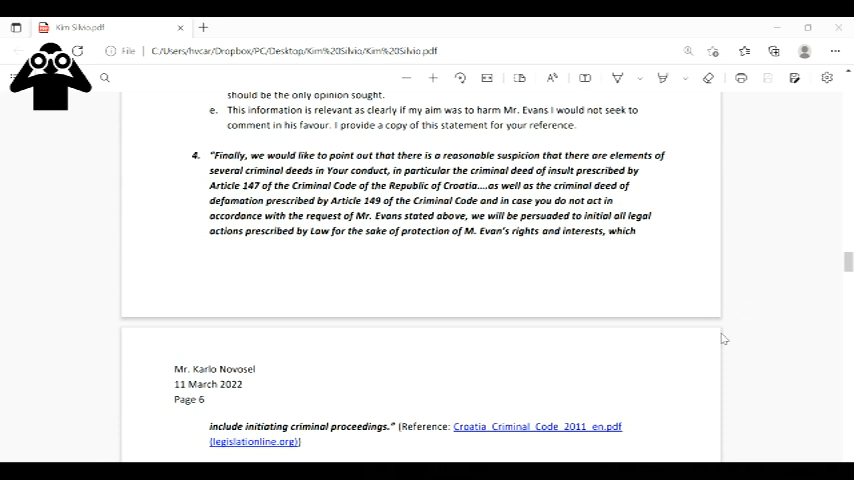 Kim Silvio.pdf
File
C:/Users/hvcar/Dropbox/PC/Desktop/Kim%20Silvio/Kim%20Silvio.pdf
should be the only opinion sought.
e. This information is relevant as clearly if my aim was to harm Mr. Evans I would not seek to
comment in his favour. I provide a copy of this statement for your reference.
4. "Finally, we would like to point out that there is a reasonable suspicion that there are elements of
several criminal deeds in Your conduct, in particular the criminal deed of insult prescribed by
Article 147 of the Criminal Code of the Republic of Croatia....as well as the criminal deed of
defamation prescribed by Article 149 of the Criminal Code and in case you do not act in
accordance with the request of Mr. Evans stated above, we will be persuaded to initial all legal
actions prescribed by Law for the sake of protection of M. Evan's rights and interests, which
Mr. Karlo Novosel
11 March 2022
Page 6
include initiating criminal proceedings." (Reference: Croatia_Criminal_Code_2011_en.pdf
(legislationline.org)]